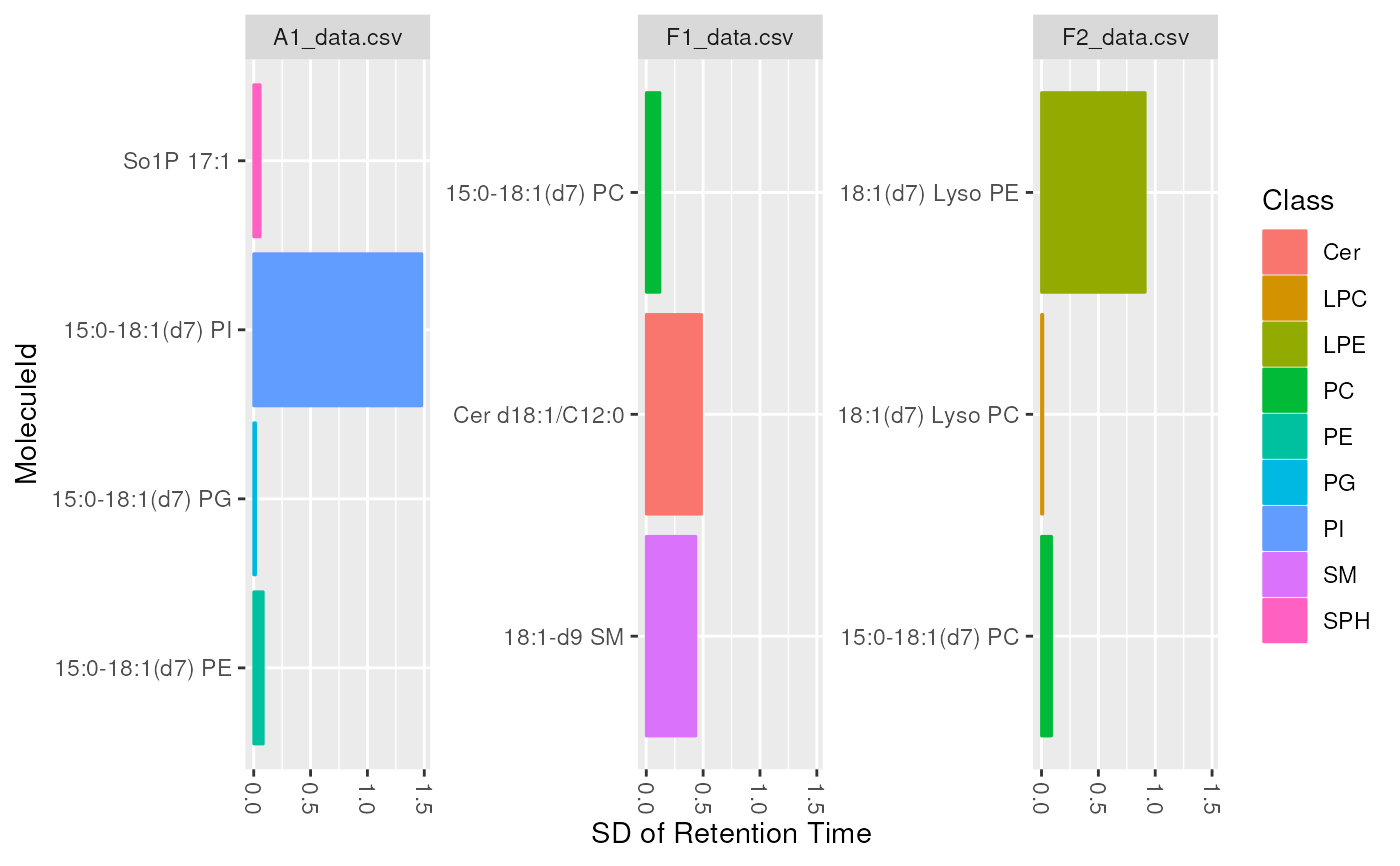 A1_data.csv
F1_data.csv
F2_data.csv
MoleculeId
So1P 17:1
15:0-18:1(d7) PI
15:0-18:1(d7) PG
15:0-18:1(d7) PE
15:0-18:1(d7) PC
Cer d18:1/C12:0
18:1-d9 SM
18:1(d7) Lyso PE
18:1(d7) Lyso PC
15:0-18:1(d7) PC
0.0 0.5 1.0 1.5
0.0 0.5 1.0 1.5
0.0 0.5 1.0 1.5
SD of Retention Time
Class
Cer
LPC
LPE
PC
PE
PG
PI
SM
SPH